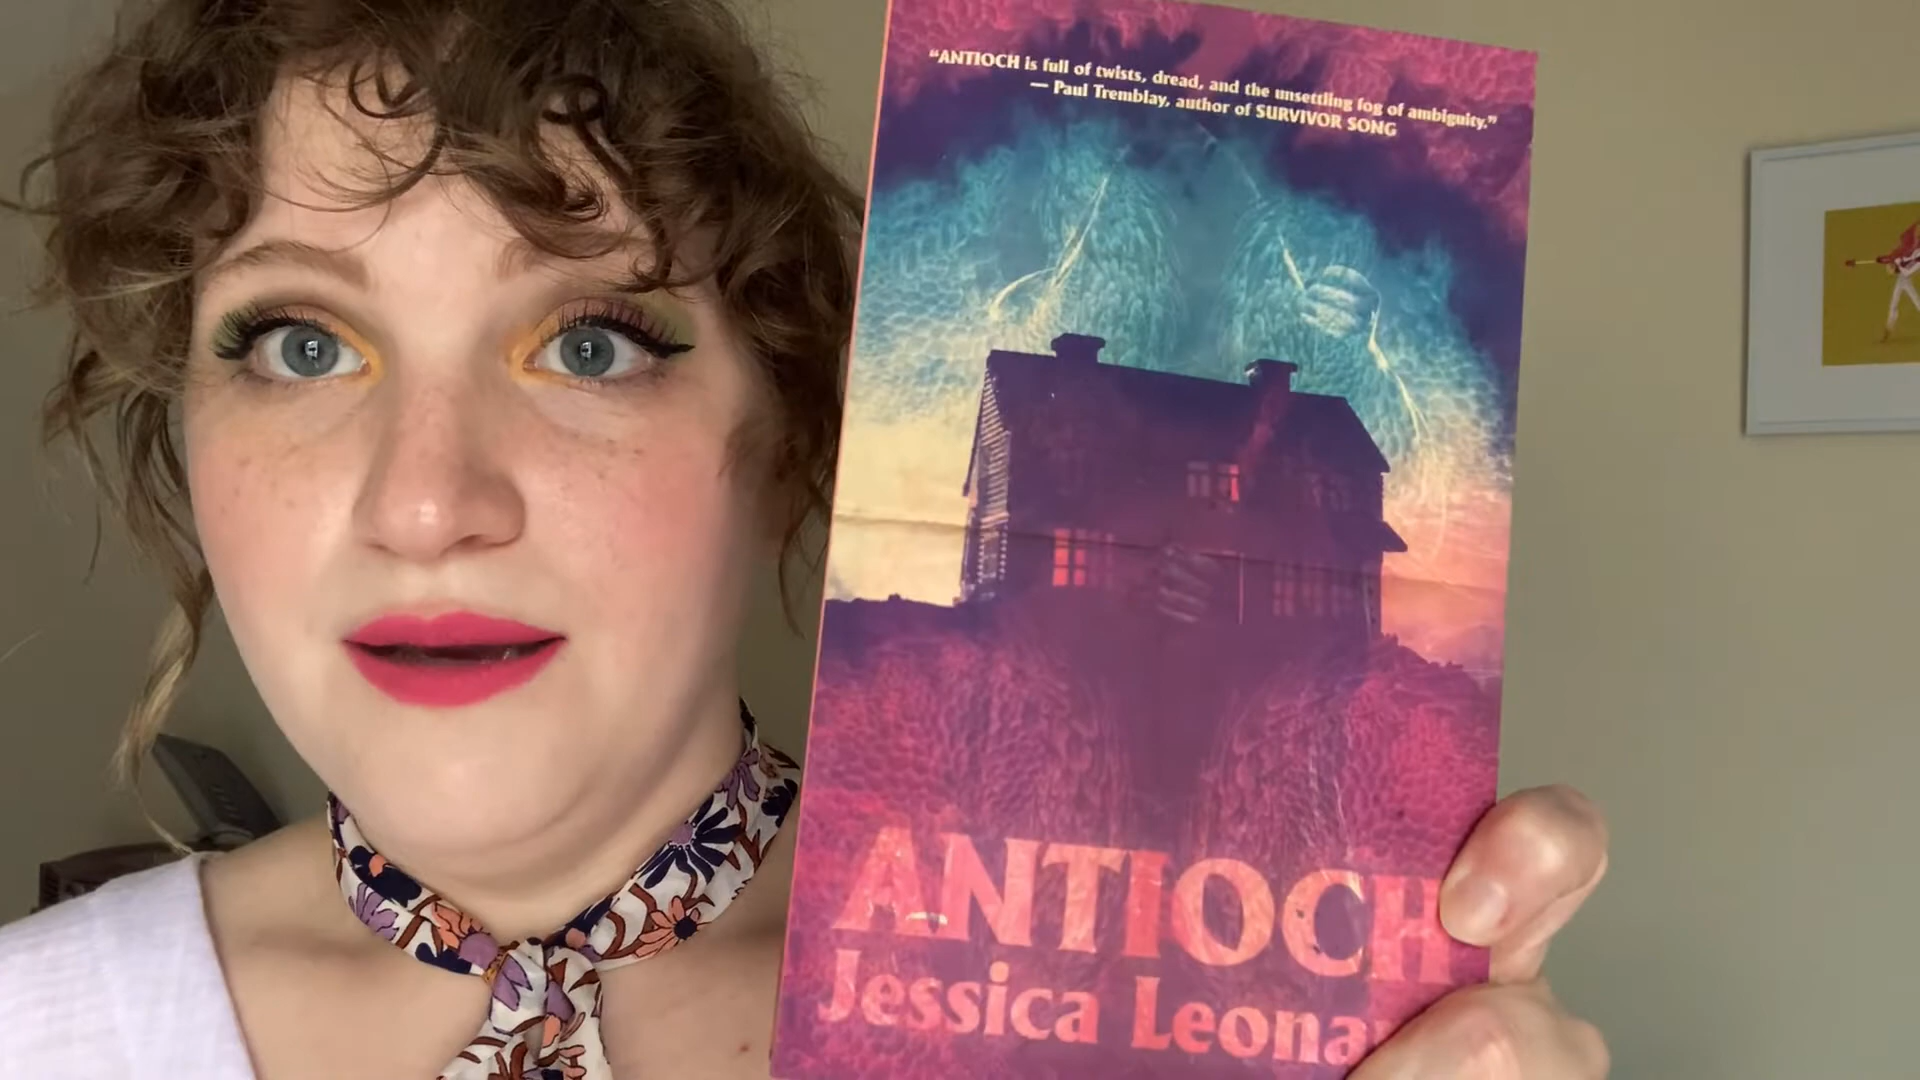 “ANTIOCH is full of twists, dread, and the unsettling fog of ambiguity.”
— Paul Tremblay, author of SURVIVOR SONG
ANTIOCH
Jessica Leona